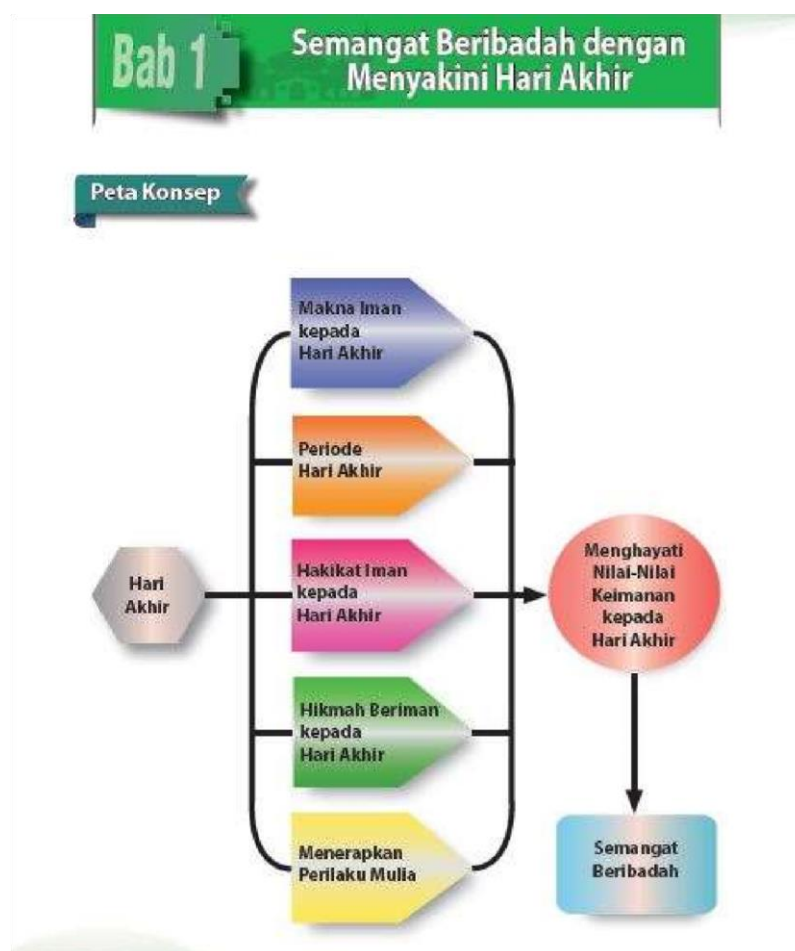 Bab 1
Semangat Beribadah dengan
Menyakini Hari Akhir
Peta Konsep
Makna Iman
kepada
Hari Akhir
Periode
Hari Akhir
Hakikat Iman
kepada
Hari Akhir
Hari
Akhir
Menghayati
Nilai-Nilai
Keimanan
kepada
Hari Akhir
Hikmah Beriman
kepada
Hari Akhir
Menerapkan
Perilaku Mulia
Semangat
Beribadah